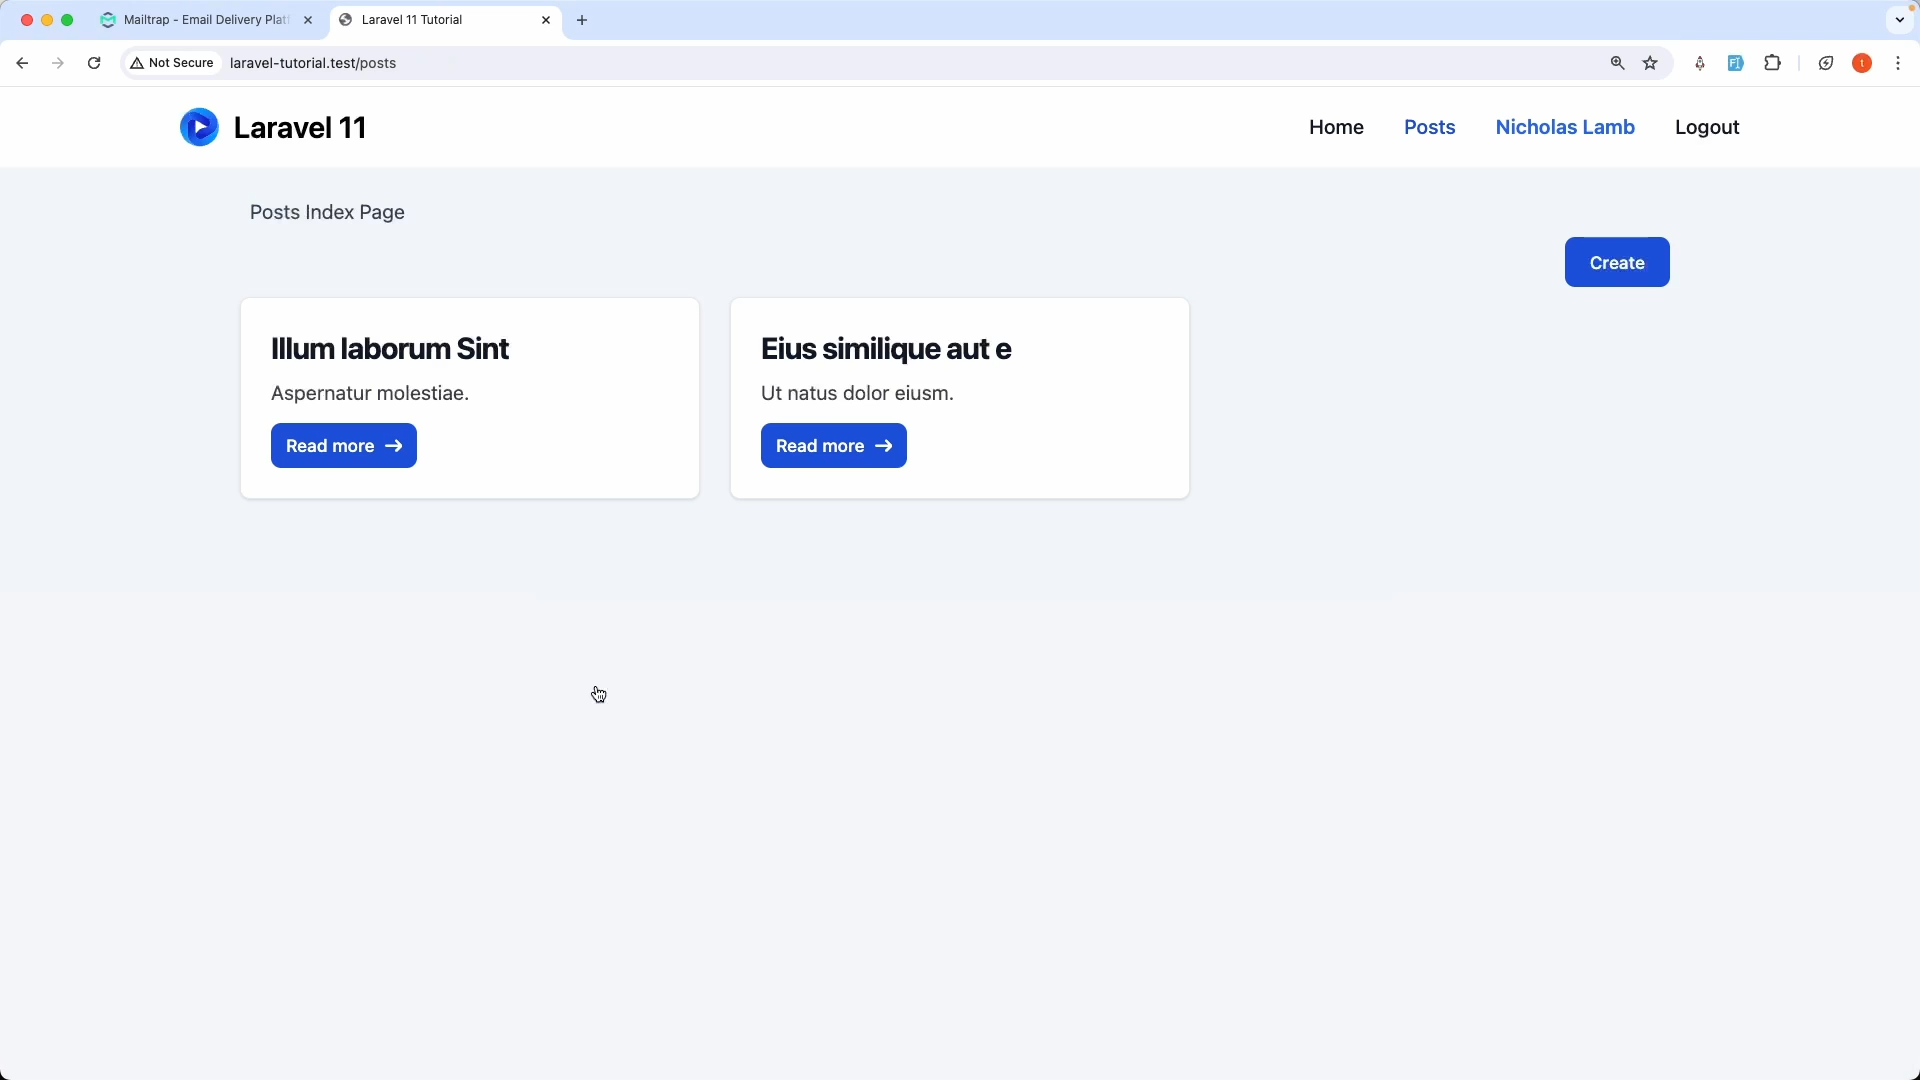 Mailtrap - Email Delivery Plat
Laravel 11 Tutorial
Not Secure
laravel-tutorial.test/posts
t
Laravel 11
Home
Posts
Nicholas Lamb
Logout
Posts Index Page
Create
Illum laborum Sint
Aspernatur molestiae.
Read more →
Eius similique aut e
Ut natus dolor eiusm.
Read more →